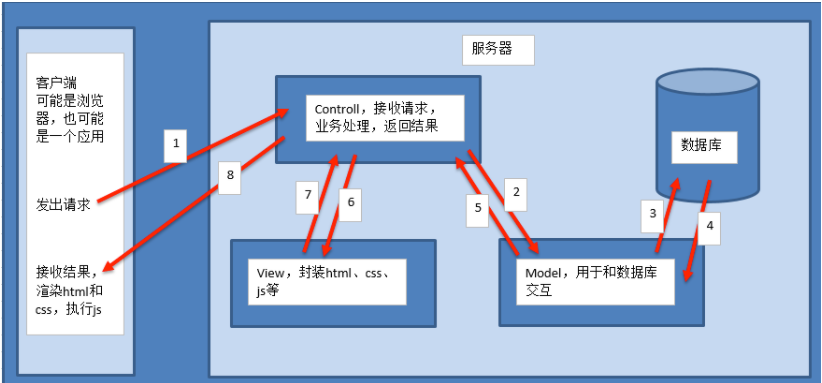 服务器
客户端
可能是浏览
器，也可能
是一个应用
发出请求
接收结果，
渲染html和
css，执行js
Controll，接收请求，
业务处理，返回结果
数据库
1
8
7
6
5
2
3
4
View，封装html、css、
js等
Model，用于和数据库
交互